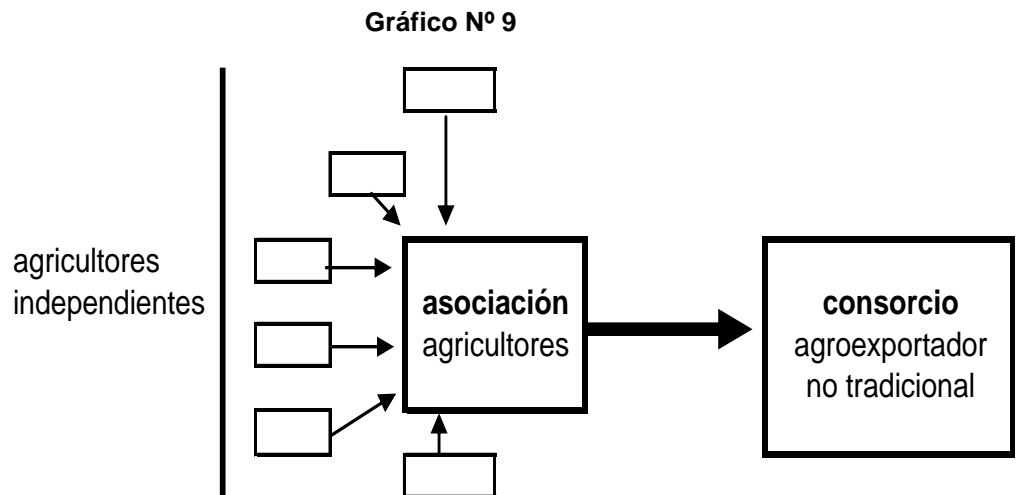 Gráfico Nº 9
agricultores
independientes
asociación
agricultores
consorcio
agroexportador
no tradicional